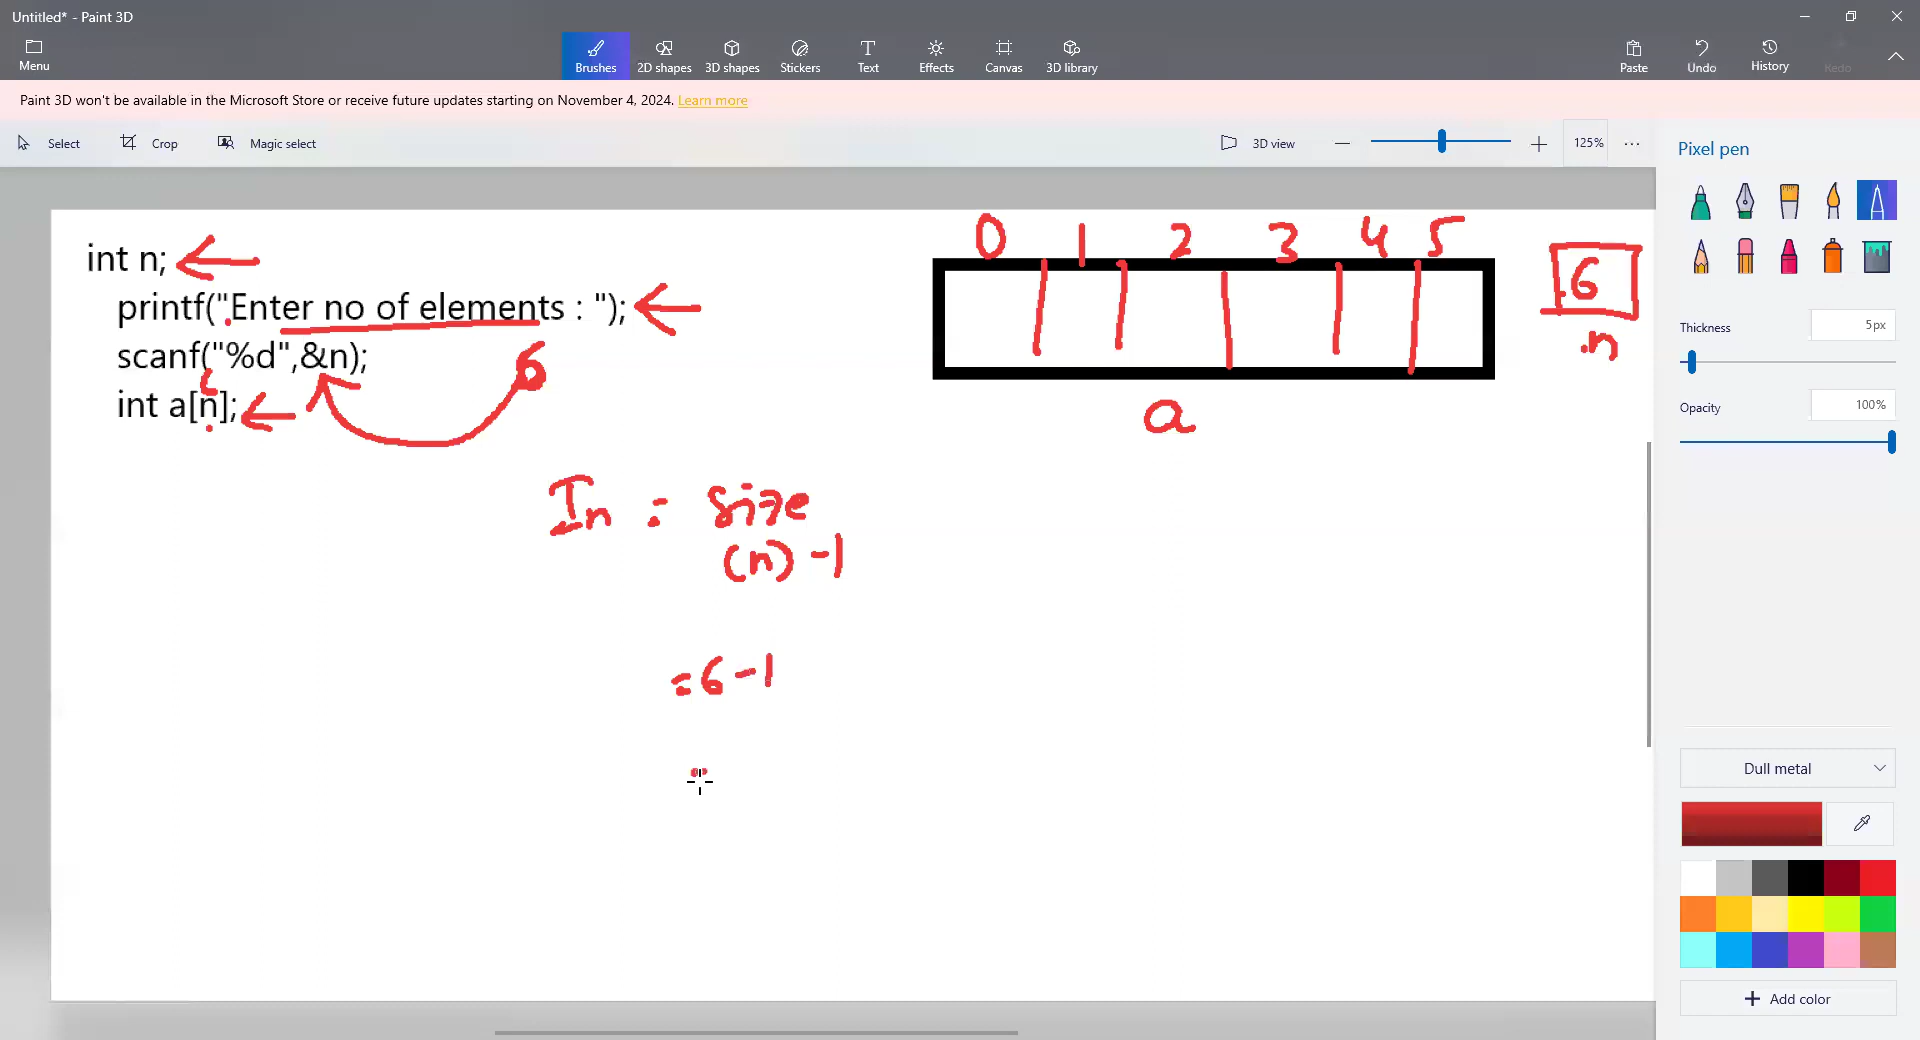 Untitled* - Paint 3D
Menu
Brushes
2D shapes
3D shapes
Stickers
Text
Effects
Canvas
3D library
Paste
Undo
History
Redo
Paint 3D won't be available in the Microsoft Store or receive future updates starting on November 4, 2024. Learn more
Select
Crop
Magic select
3D view
125%
Pixel pen
Thickness
5px
Opacity
100%
Dull metal
Add color
int n;
printf("Enter no of elements : ");
scanf("%d",&n);
6
int a[n];
0 1 2 3 4 5
a
6
n
In = size
(n) -1
= 6-1